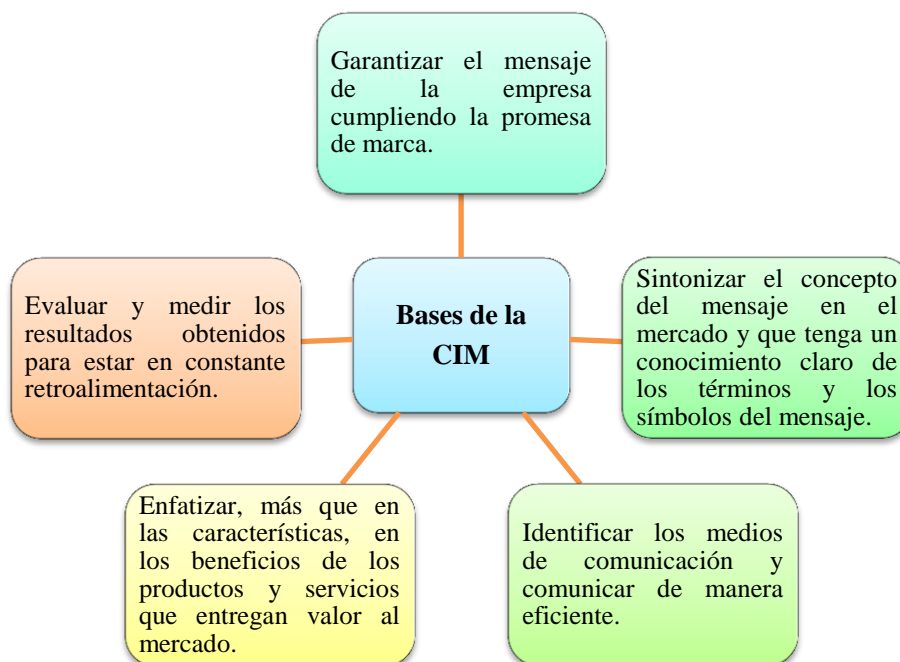 Garantizar el mensaje
de la empresa
cumpliendo la promesa
de marca.
Bases de la
CIM
Sintonizar el concepto
del mensaje en el
mercado y que tenga un
conocimiento claro de
los términos y los
símbolos del mensaje.
Identificar los medios
de comunicación y
comunicar de manera
eficiente.
Enfatizar, más que en
las características, en
los beneficios de los
productos y servicios
que entregan valor al
mercado.
Evaluar y medir los
resultados obtenidos
para estar en constante
retroalimentación.